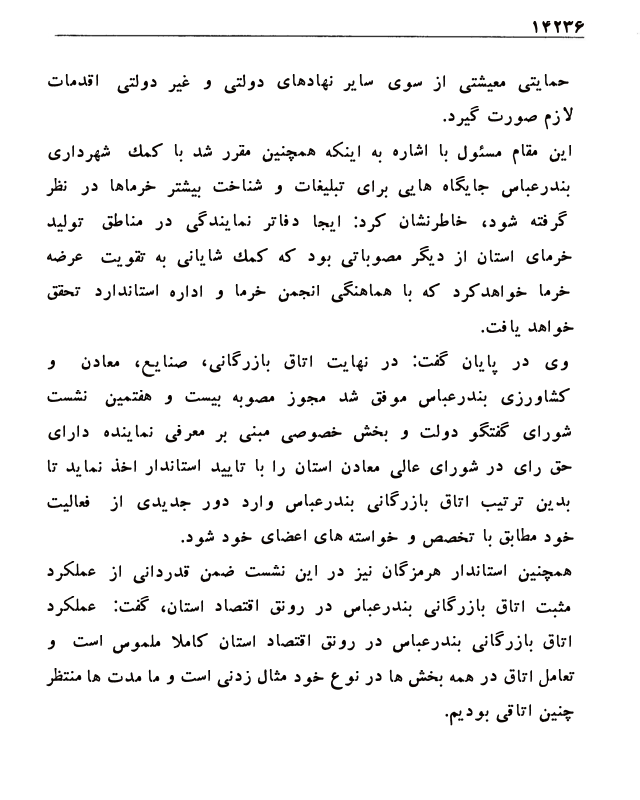 ۱۴۲۳۶
حمایتی معیشتی از سوی سایر نهادهای دولتی و غیر دولتی اقدمات
لازم صورت گیرد.
این مقام مسئول با اشاره به اینکه همچنین مقرر شد با کمك شهرداری
بندرعباس جایگاه هایی برای تبلیغات و شناخت بیشتر خرماها در نظر
گرفته شود، خاطرنشان کرد: ایجا دفاتر نمایندگی در مناطق تولید
خرمای استان از دیگر مصوباتی بود که کمك شایانی به تقویت عرضه
خرما خواهدکرد که با هماهنگی انجمن خرما و اداره استاندارد تحقق
خواهد یافت.
وی در پایان گفت: در نهایت اتاق بازرگانی، صنایع، معادن و
کشاورزی بندرعباس موفق شد مجوز مصوبه بیست و هفتمین نشست
شورای گفتگو دولت و بخش خصوصی مبنی بر معرفی نماینده دارای
حق رای در شورای عالی معادن استان را با تایید استاندار اخذ نماید تا
بدین ترتیب اتاق بازرگانی بندرعباس وارد دور جدیدی از فعالیت
خود مطابق با تخصص و خواسته های اعضای خود شود.
همچنین استاندار هرمزگان نیز در این نشست ضمن قدردانی از عملکرد
مثبت اتاق بازرگانی بندرعباس در رونق اقتصاد استان، گفت: عملکرد
اتاق بازرگانی بندرعباس در رونق اقتصاد استان کاملا ملموس است و
تعامل اتاق در همه بخش ها در نوع خود مثال زدنی است و ما مدت ها منتظر
چنین اتاقی بودیم.